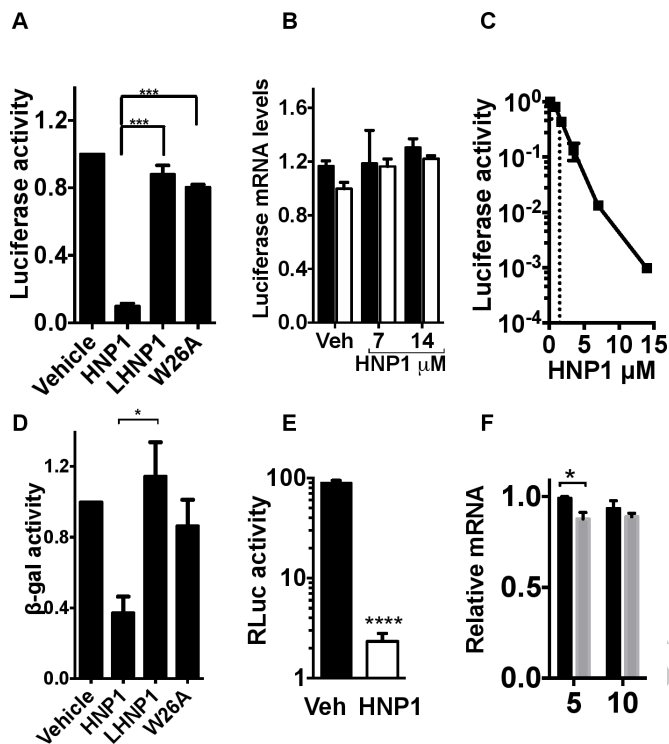 A
Luciferase activity
1.2
0.8
0.4
0.0
***
***
Vehicle
HNP1
LHNP1
W26A
B
Luciferase mRNA levels
1.6
1.2
0.8
0.4
0.0
Veh 7 14
HNP1 μM
C
Luciferase activity
10^0
10^-1
10^-2
10^-3
10^-4
0 5 10 15
HNP1 μM
D
β-gal activity
1.2
0.8
0.4
0.0
*
Vehicle
HNP1
LHNP1
W26A
E
RLuc activity
100
10
1
****
Veh HNP1
F
Relative mRNA
1.0
0.5
0.0
*
5 10